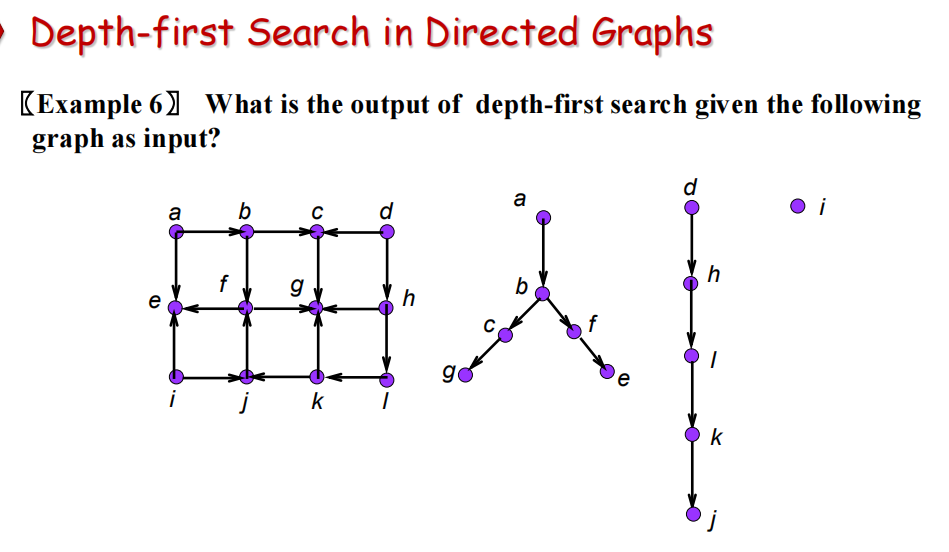 Depth-first Search in Directed Graphs
〖Example 6〗 What is the output of depth-first search given the following
graph as input?
a b c d
e f g h
i j k l
a
b
c f
g e
d
h
l
k
j
i